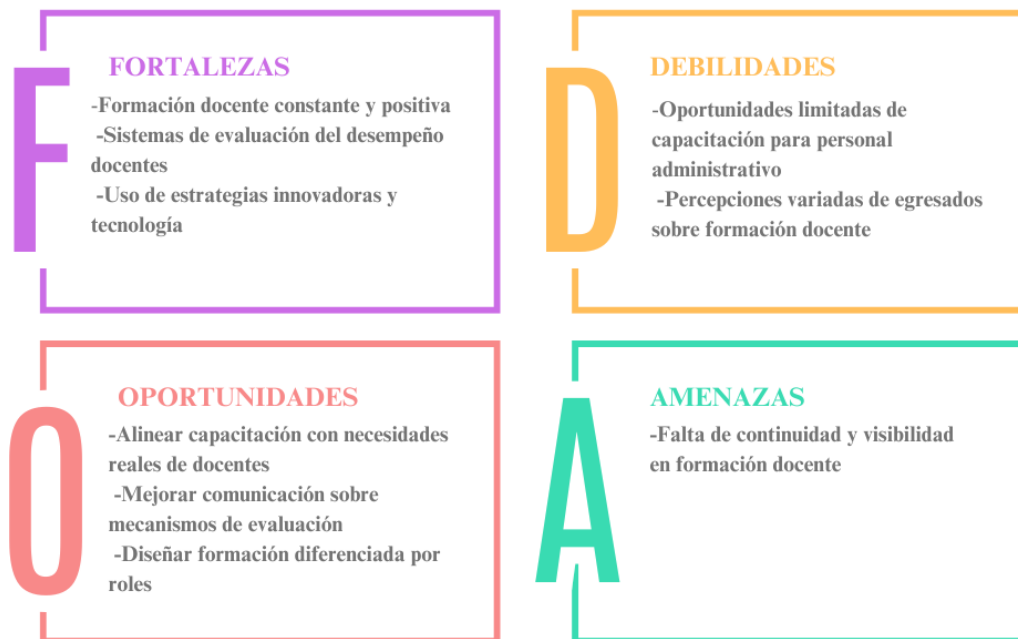 F
FORTALEZAS
-Formación docente constante y positiva
-Sistemas de evaluación del desempeño
docentes
-Uso de estrategias innovadoras y
tecnología
D
DEBILIDADES
-Oportunidades limitadas de
capacitación para personal
administrativo
-Percepciones variadas de egresados
sobre formación docente
O
OPORTUNIDADES
-Alinear capacitación con necesidades
reales de docentes
-Mejorar comunicación sobre
mecanismos de evaluación
-Diseñar formación diferenciada por
roles
A
AMENAZAS
-Falta de continuidad y visibilidad
en formación docente